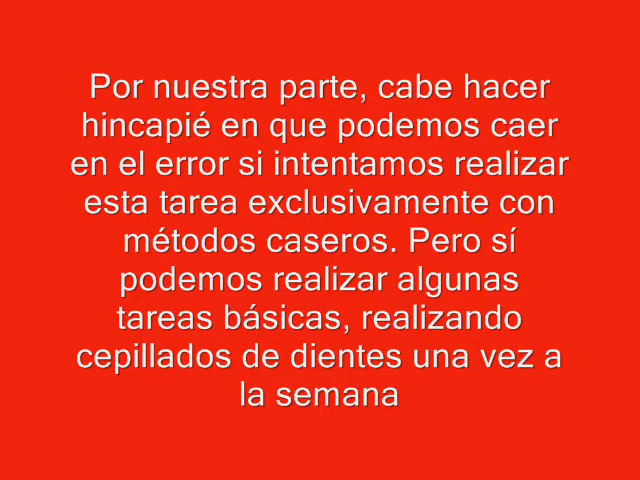 Por nuestra parte, cabe hacer
hincapié en que podemos caer
en el error si intentamos realizar
esta tarea exclusivamente con
métodos caseros. Pero sí
podemos realizar algunas
tareas básicas, realizando
cepillados de dientes una vez a
la semana